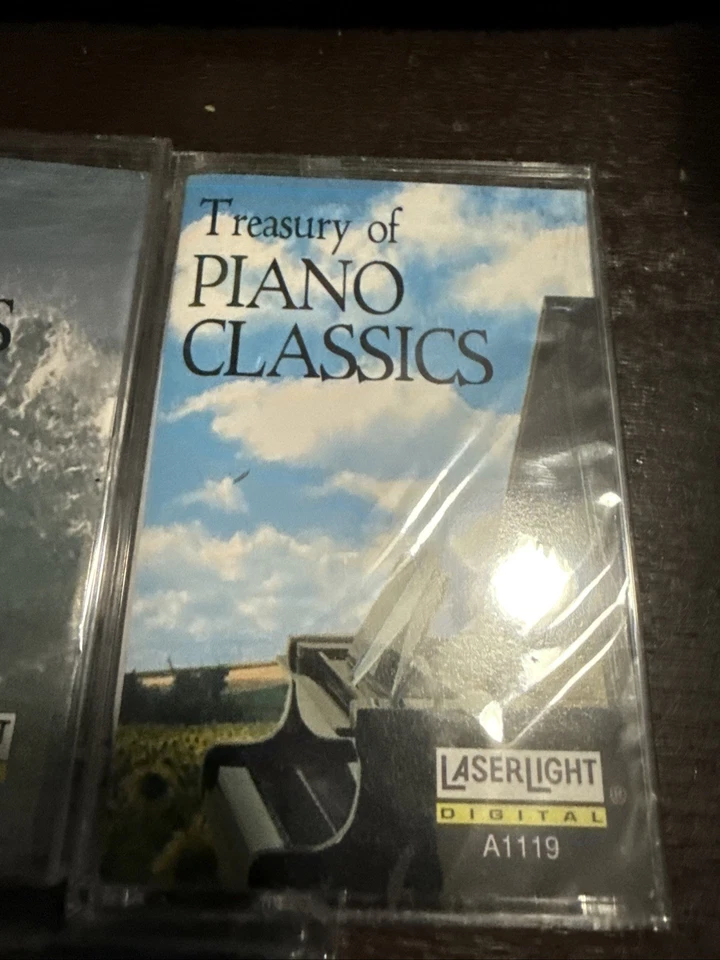 Treasury of
PIANO
CLASSICS
S
LASERLIGHT
®
DIGITAL
A1119